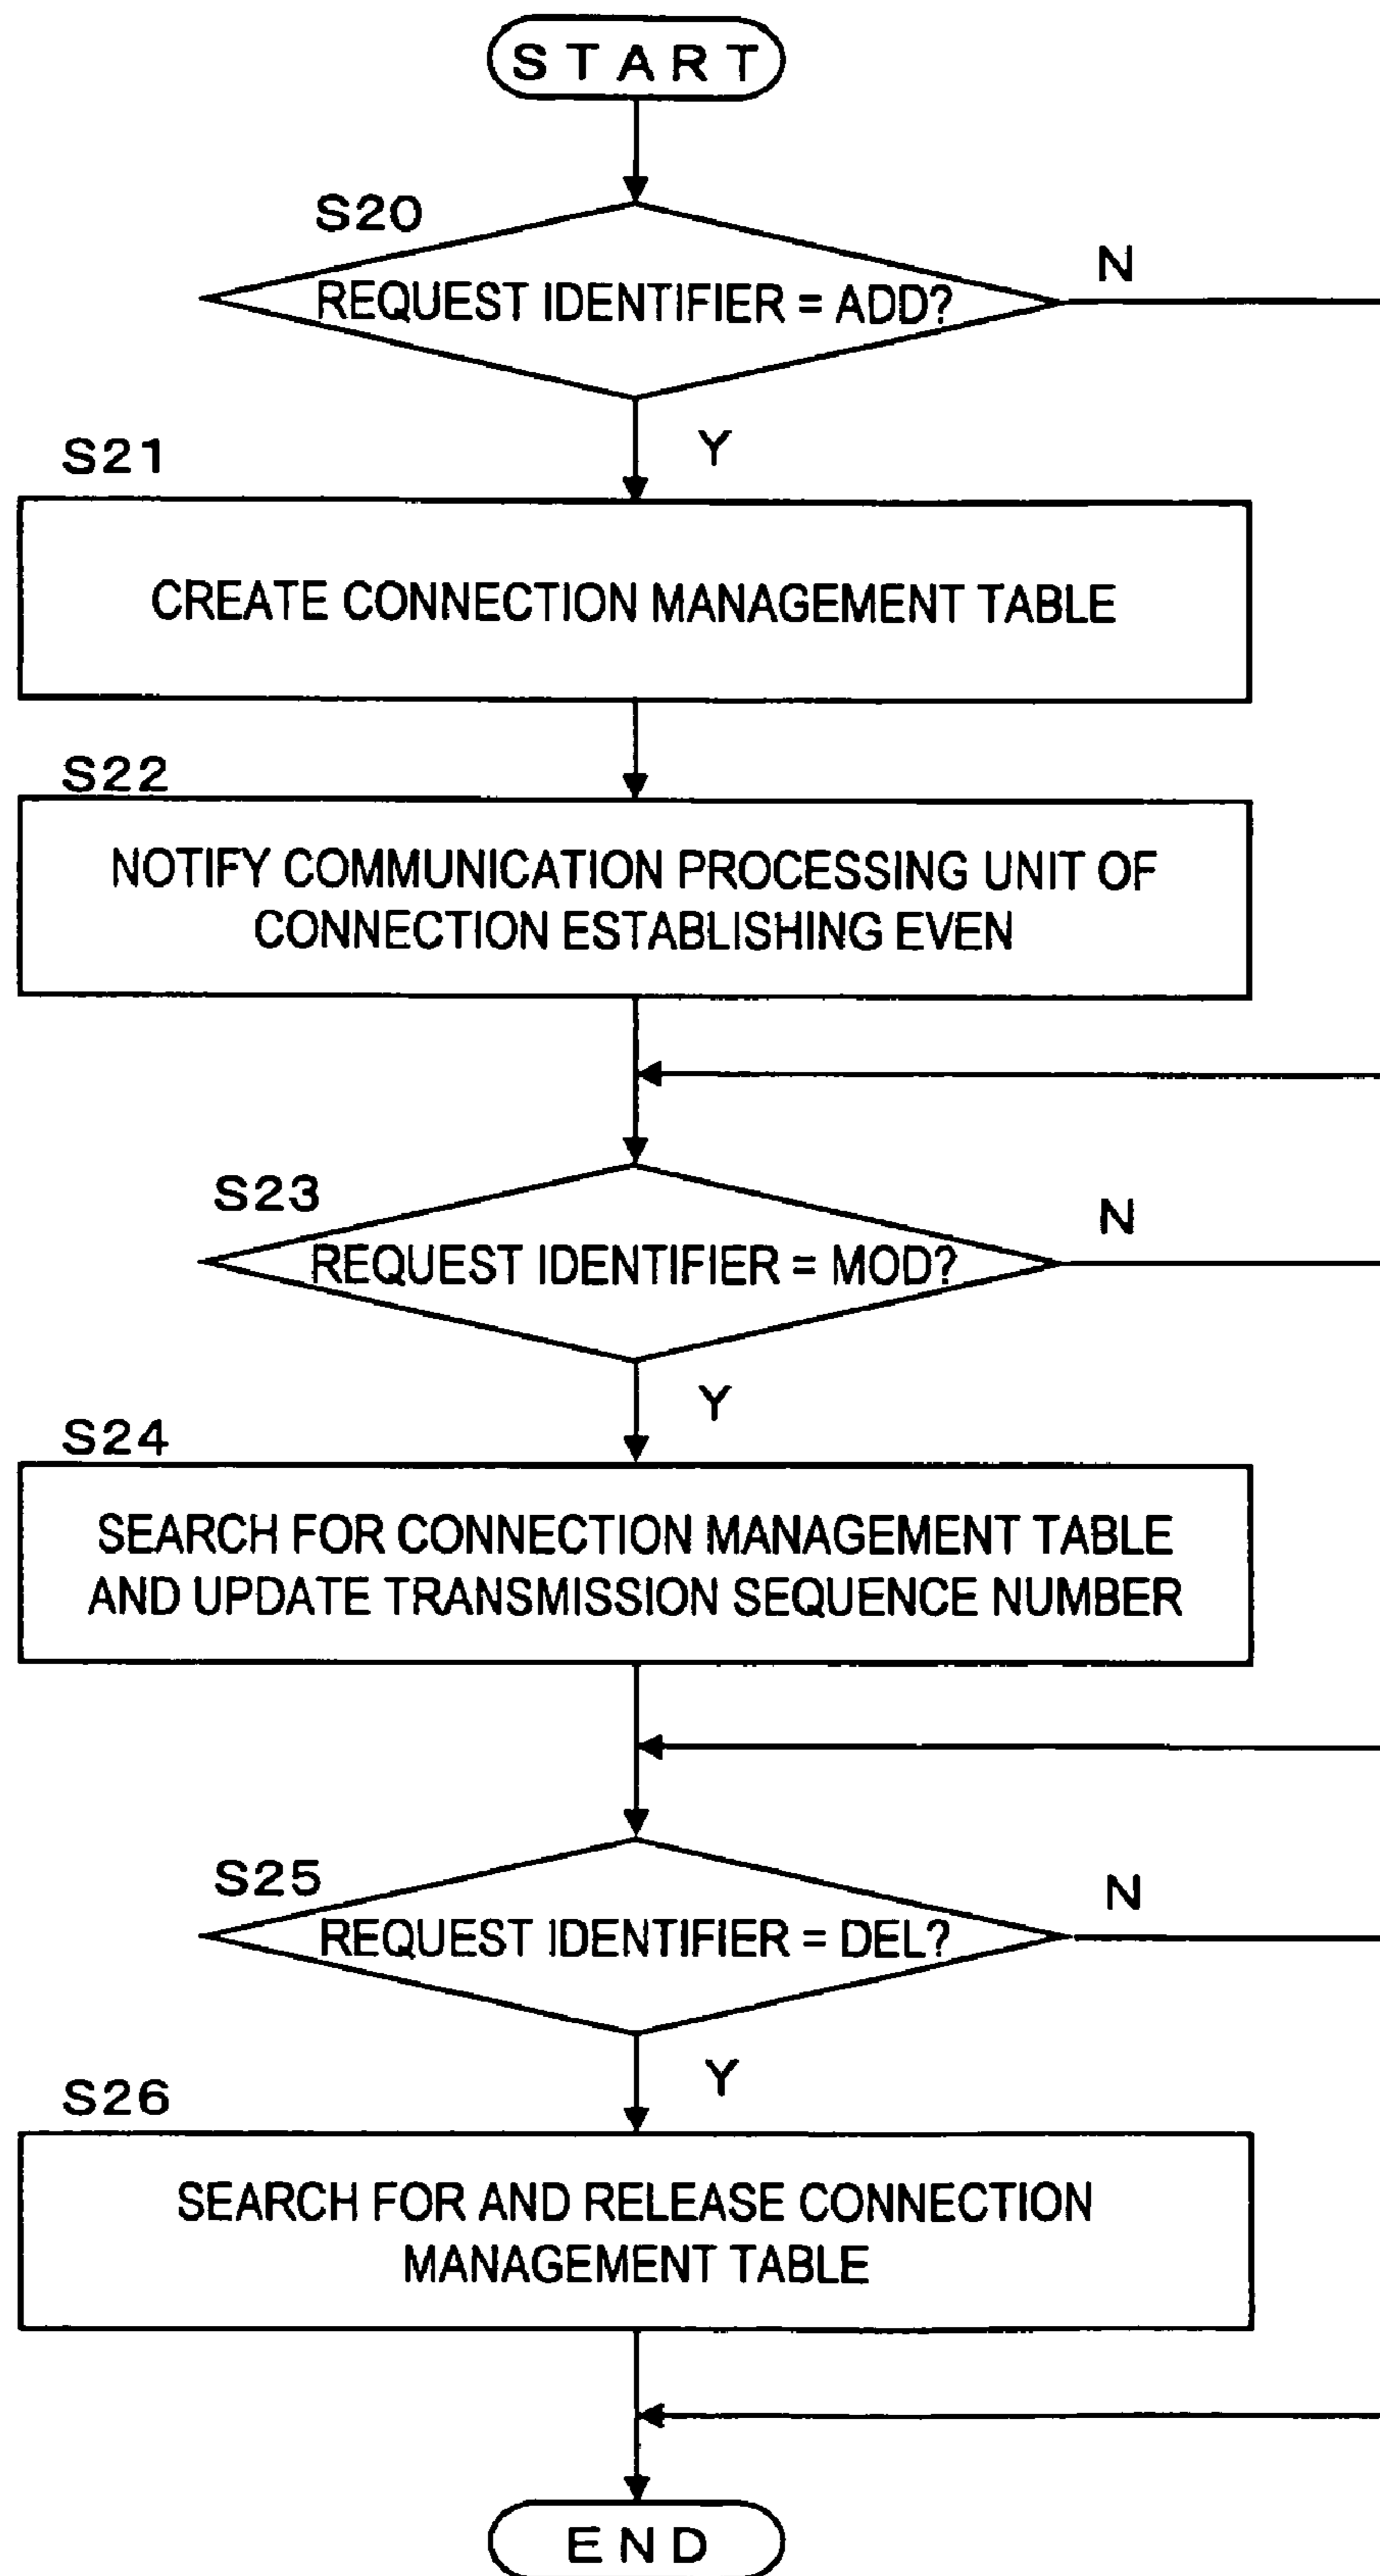 START
S20
REQUEST IDENTIFIER = ADD?
N
Y
S21
CREATE CONNECTION MANAGEMENT TABLE
S22
NOTIFY COMMUNICATION PROCESSING UNIT OF
CONNECTION ESTABLISHING EVEN
S23
REQUEST IDENTIFIER = MOD?
N
Y
S24
SEARCH FOR CONNECTION MANAGEMENT TABLE
AND UPDATE TRANSMISSION SEQUENCE NUMBER
S25
REQUEST IDENTIFIER = DEL?
N
Y
S26
SEARCH FOR AND RELEASE CONNECTION
MANAGEMENT TABLE
END